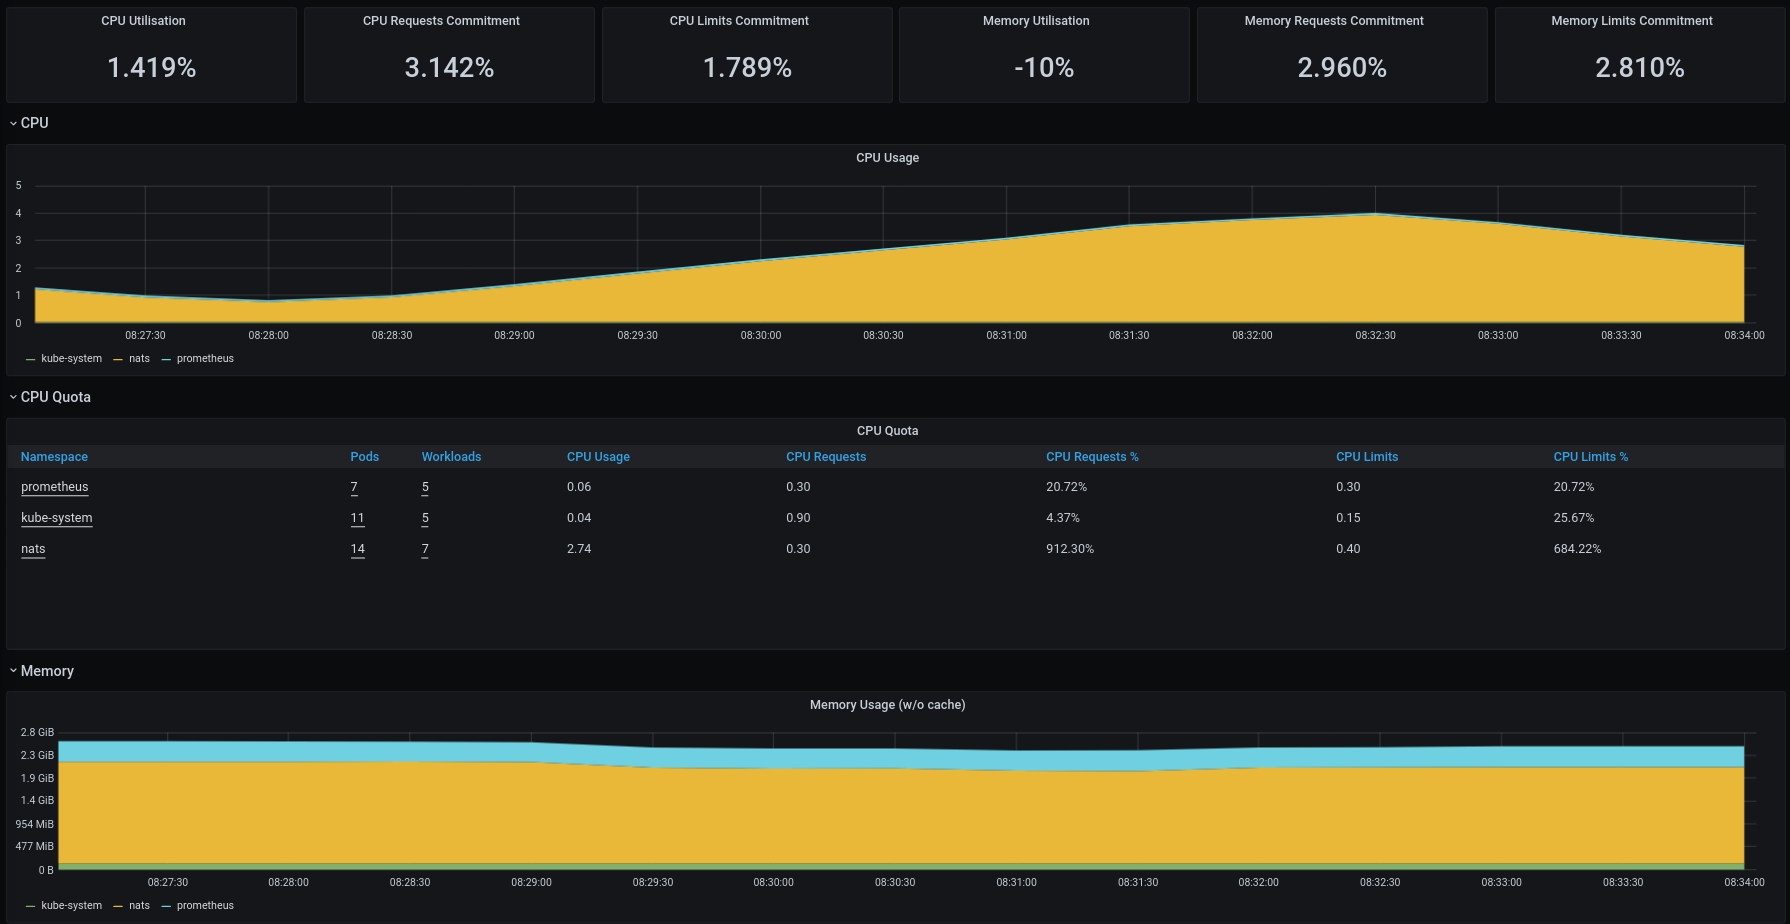 CPU Utilisation
1.419%
CPU Requests Commitment
3.142%
CPU Limits Commitment
1.789%
Memory Utilisation
-10%
Memory Requests Commitment
2.960%
Memory Limits Commitment
2.810%
CPU
CPU Usage
5
4
3
2
1
0
08:27:30 08:28:00 08:28:30 08:29:00 08:29:30 08:30:00 08:30:30 08:31:00 08:31:30 08:32:00 08:32:30 08:33:00 08:33:30 08:34:00
kube-system nats prometheus
CPU Quota
CPU Quota
Namespace Pods Workloads CPU Usage CPU Requests CPU Requests % CPU Limits CPU Limits %
prometheus 7 5 0.06 0.30 20.72% 0.30 20.72%
kube-system 11 5 0.04 0.90 4.37% 0.15 25.67%
nats 14 7 2.74 0.30 912.30% 0.40 684.22%
Memory
Memory Usage (w/o cache)
2.8 GiB
2.3 GiB
1.9 GiB
1.4 GiB
954 MiB
477 MiB
0 B
08:27:30 08:28:00 08:28:30 08:29:00 08:29:30 08:30:00 08:30:30 08:31:00 08:31:30 08:32:00 08:32:30 08:33:00 08:33:30 08:34:00
kube-system nats prometheus